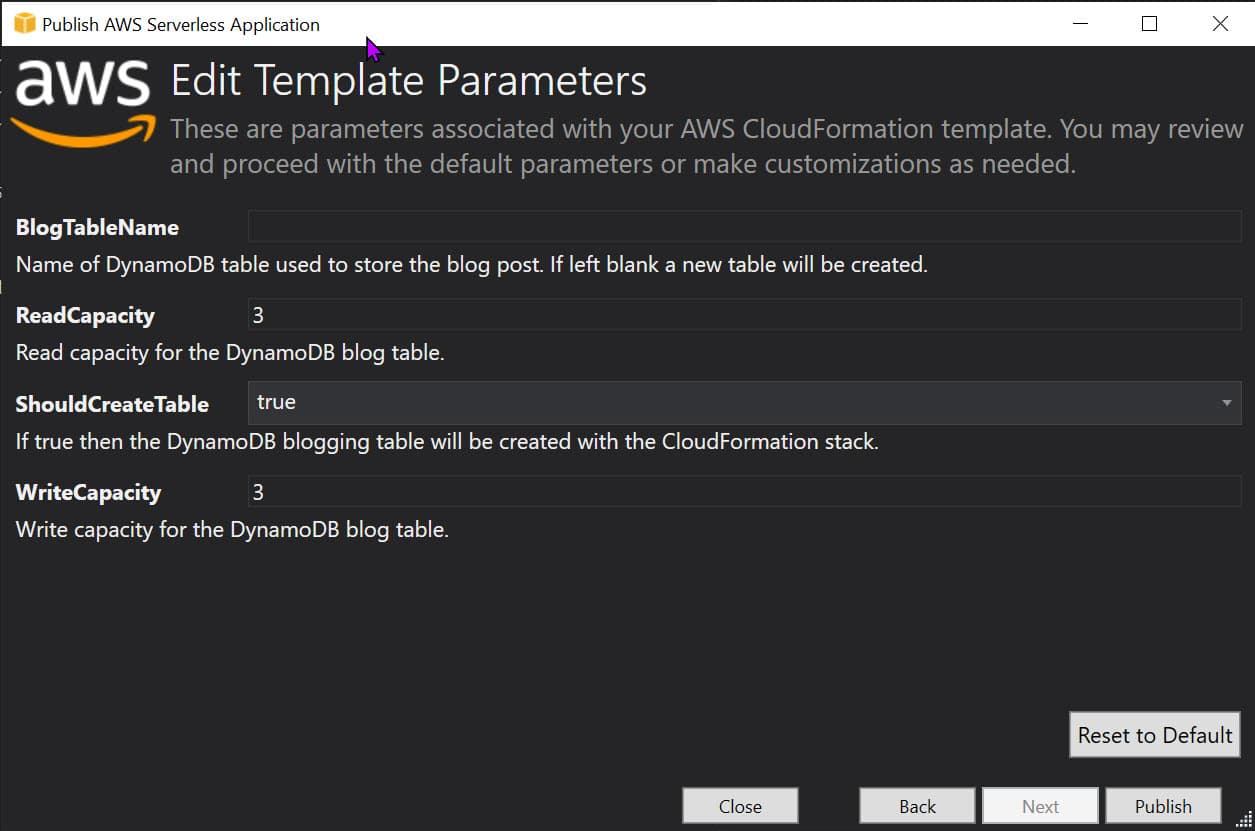 Publish AWS Serverless Application
aws
Edit Template Parameters
These are parameters associated with your AWS CloudFormation template. You may review
and proceed with the default parameters or make customizations as needed.
BlogTableName
Name of DynamoDB table used to store the blog post. If left blank a new table will be created.
ReadCapacity 3
Read capacity for the DynamoDB blog table.
ShouldCreateTable true
If true then the DynamoDB blogging table will be created with the CloudFormation stack.
WriteCapacity 3
Write capacity for the DynamoDB blog table.
Reset to Default
Close Back Next Publish